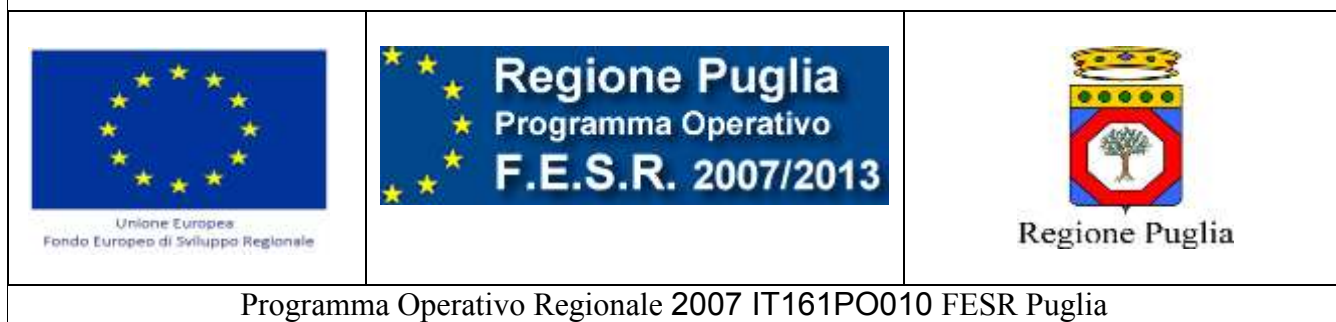 Unione Europea
Fondo Europeo di Sviluppo Regionale
Regione Puglia
Programma Operativo
F.E.S.R. 2007/2013
Regione Puglia
Programma Operativo Regionale 2007 IT161PO010 FESR Puglia